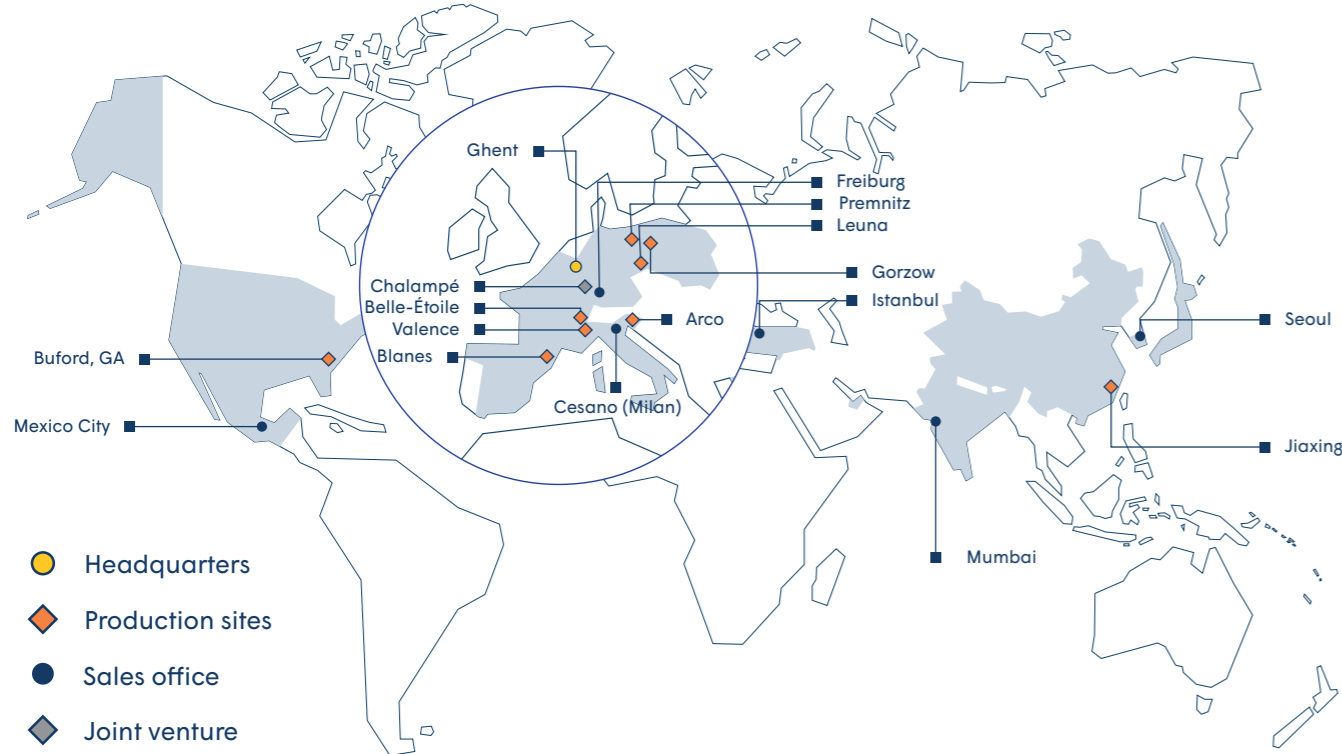 Ghent
Freiburg
Premnitz
Leuna
Gorzow
Istanbul
Chalampé
Belle-Étoile
Valence
Blanes
Arco
Seoul
Buford, GA
Cesano (Milan)
Mexico City
Jiaxing
Mumbai
Headquarters
Production sites
Sales office
Joint venture